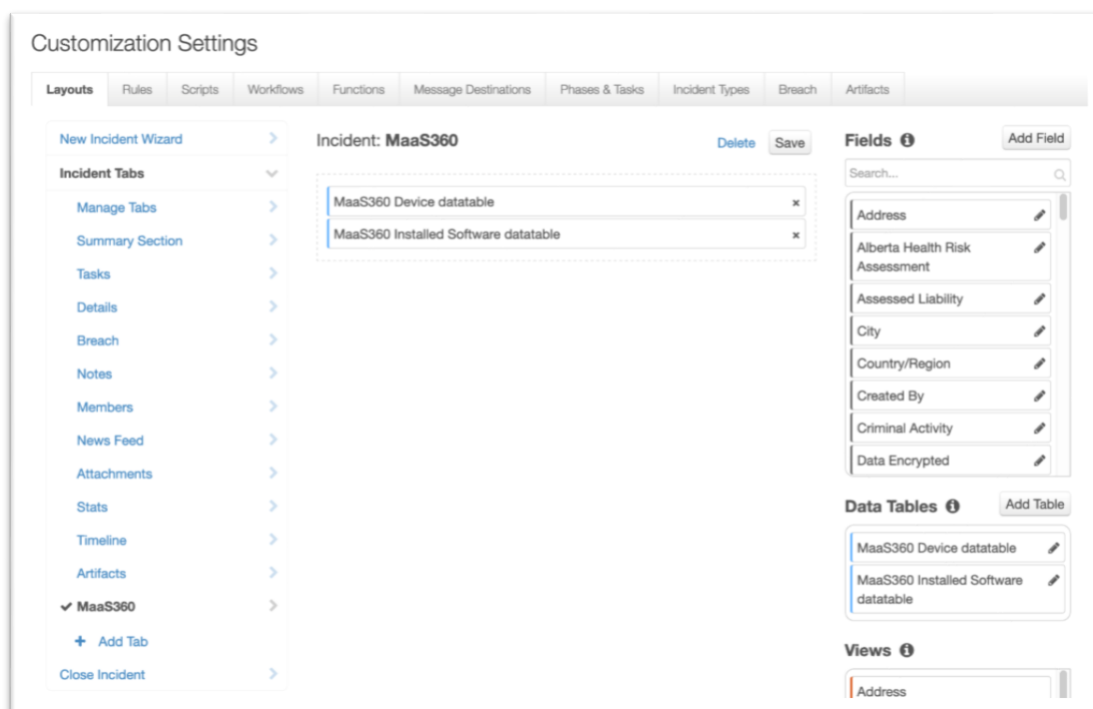 Customization Settings
Layouts Rules Scripts Workflows Functions Message Destinations Phases & Tasks Incident Types Breach Artifacts
New Incident Wizard
Incident Tabs
Manage Tabs
Summary Section
Tasks
Details
Breach
Notes
Members
News Feed
Attachments
Stats
Timeline
Artifacts
MaaS360
+ Add Tab
Close Incident
Incident: MaaS360 Delete Save
MaaS360 Device datatable ×
MaaS360 Installed Software datatable ×
Fields Add Field
Search...
Address
Alberta Health Risk
Assessment
Assessed Liability
City
Country/Region
Created By
Criminal Activity
Data Encrypted
Data Tables Add Table
MaaS360 Device datatable
MaaS360 Installed Software
datatable
Views
Address